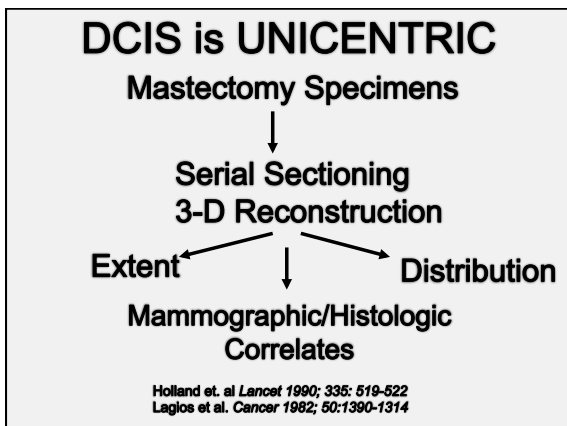 DCIS is UNICENTRIC
Mastectomy Specimens
Serial Sectioning
3-D Reconstruction
Extent
Distribution
Mammographic/Histologic
Correlates
Holland et. al Lancet 1990; 335: 519-522
Lagios et al. Cancer 1982; 50:1390-1314